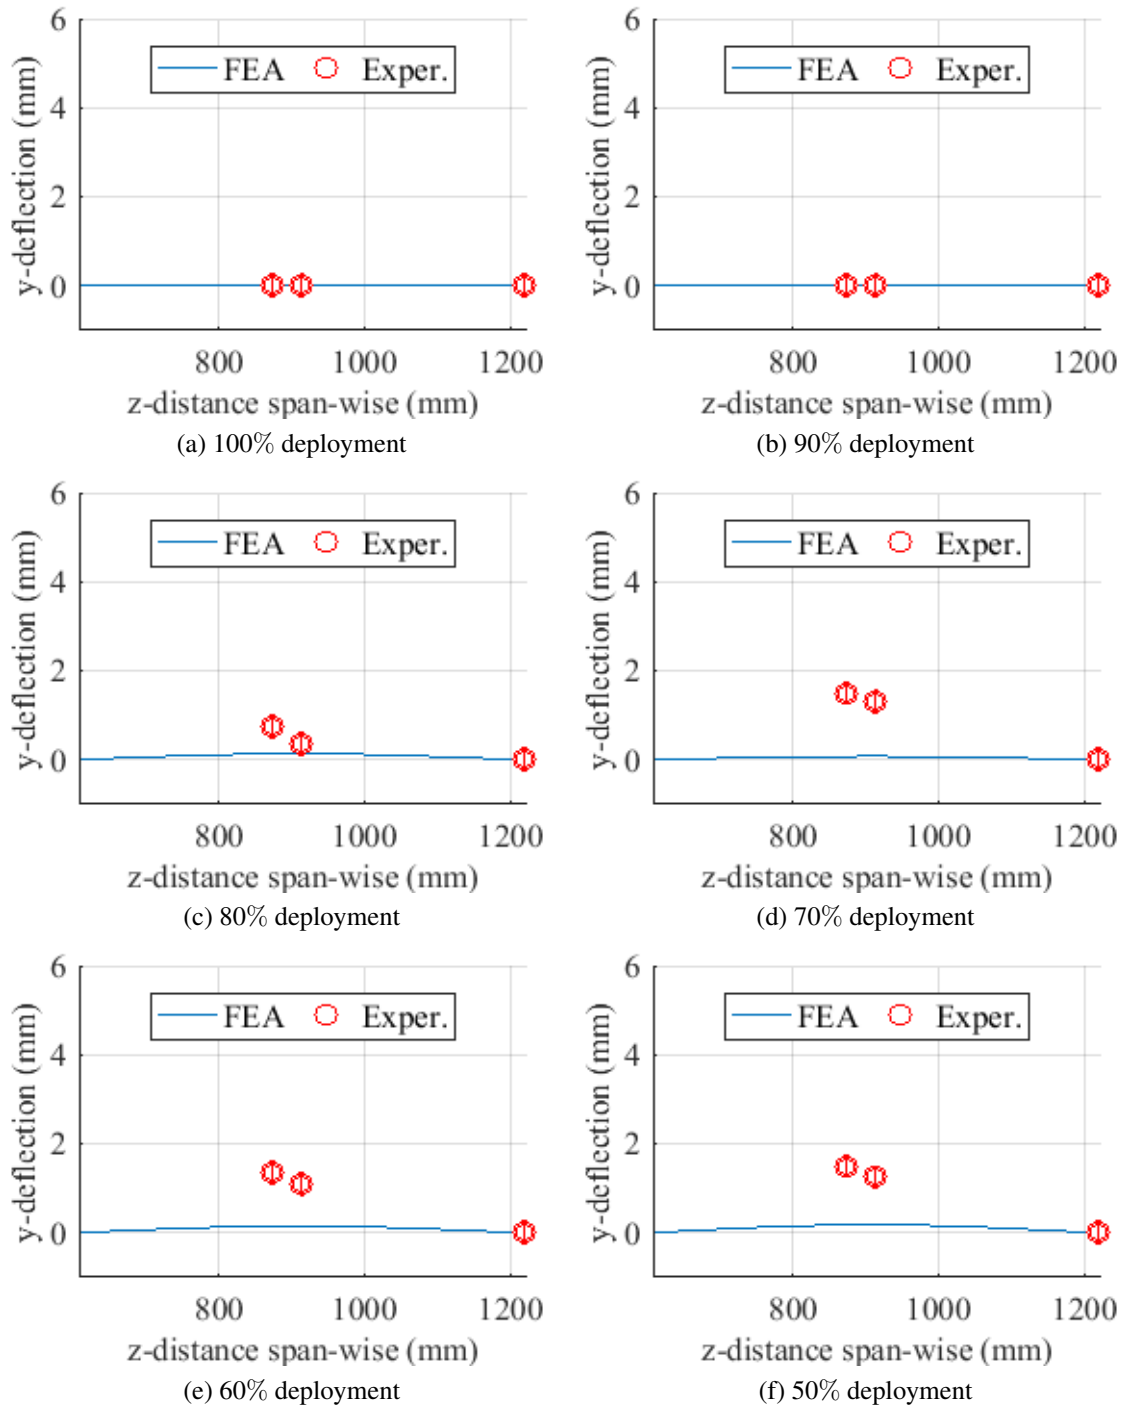 6
4
2
0
y-deflection (mm)
FEA Exper.
800 1000 1200
z-distance span-wise (mm)
(a) 100% deployment
6
4
2
0
y-deflection (mm)
FEA Exper.
800 1000 1200
z-distance span-wise (mm)
(b) 90% deployment
6
4
2
0
y-deflection (mm)
FEA Exper.
800 1000 1200
z-distance span-wise (mm)
(c) 80% deployment
6
4
2
0
y-deflection (mm)
FEA Exper.
800 1000 1200
z-distance span-wise (mm)
(d) 70% deployment
6
4
2
0
y-deflection (mm)
FEA Exper.
800 1000 1200
z-distance span-wise (mm)
(e) 60% deployment
6
4
2
0
y-deflection (mm)
FEA Exper.
800 1000 1200
z-distance span-wise (mm)
(f) 50% deployment